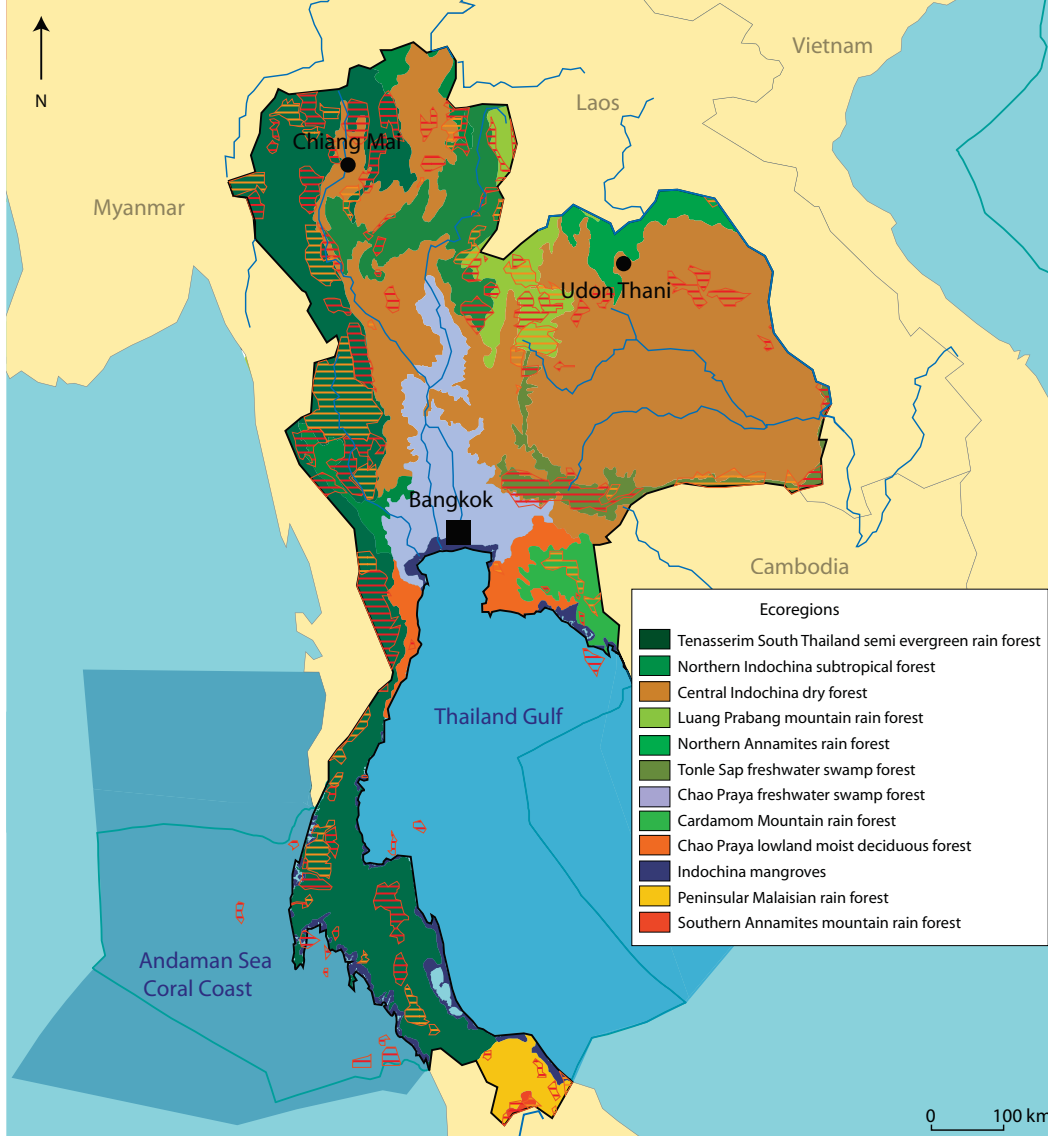 Vietnam
Laos
N
Chiang Mai
Myanmar
Udon Thani
Bangkok
Cambodia
Ecoregions
Tenasserim South Thailand semi evergreen rain forest
Northern Indochina subtropical forest
Central Indochina dry forest
Luang Prabang mountain rain forest
Northern Annamites rain forest
Tonle Sap freshwater swamp forest
Chao Praya freshwater swamp forest
Cardamom Mountain rain forest
Chao Praya lowland moist deciduous forest
Indochina mangroves
Peninsular Malaisian rain forest
Southern Annamites mountain rain forest
Thailand Gulf
Andaman Sea
Coral Coast
0 100 km